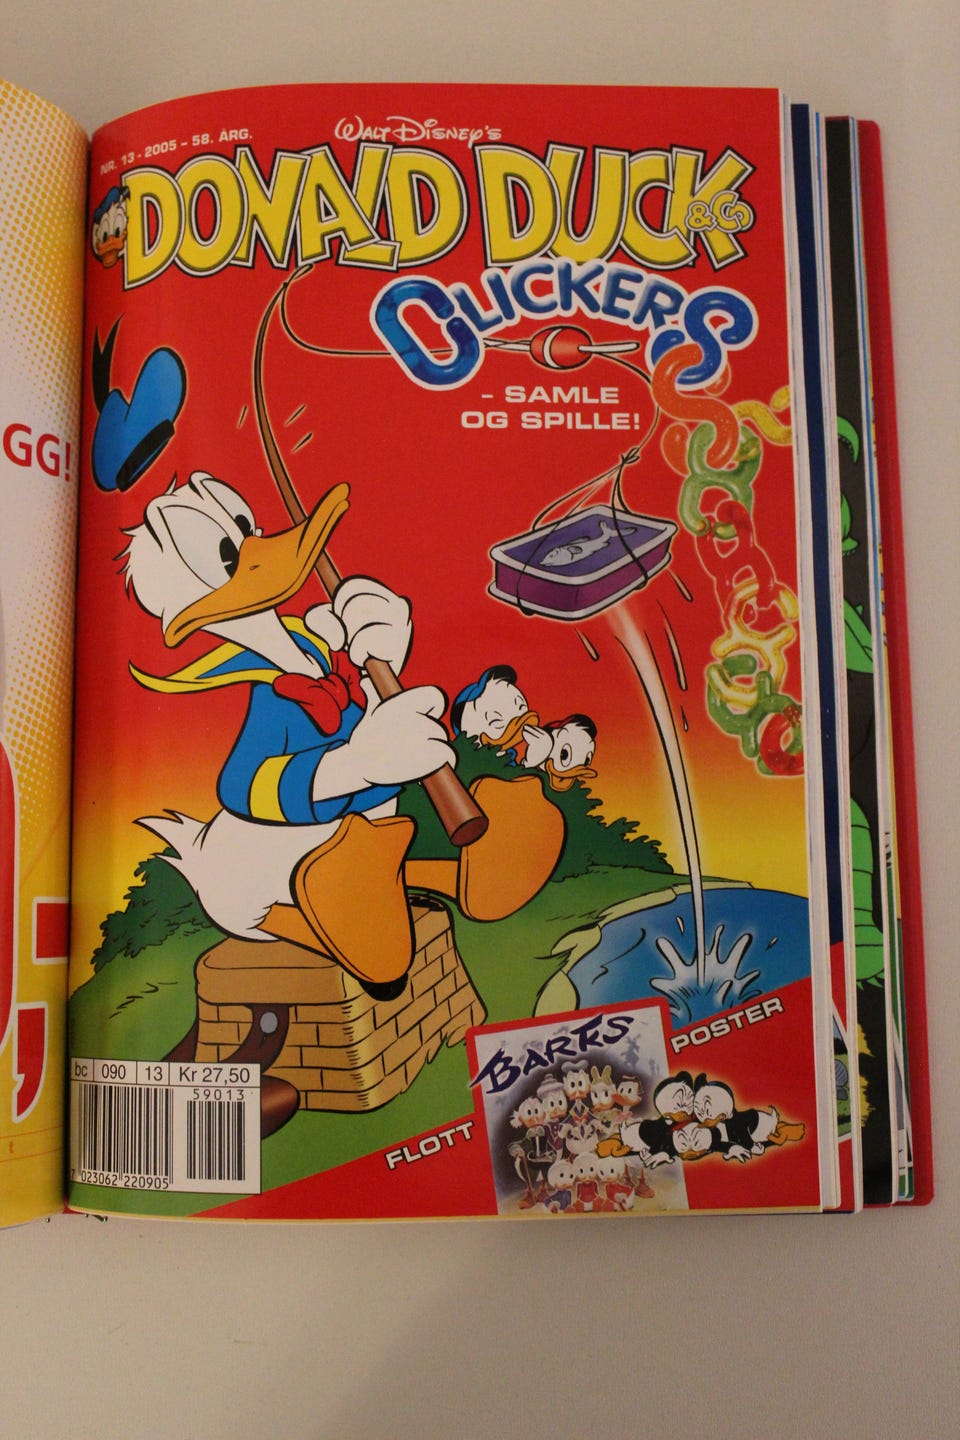 NR. 13 - 2005 – 58. ÅRG.
WALT DISNEY'S
DONALD DUCK
& CO
CLICKERS
- SAMLE
OG SPILLE!
GG!
bc 090 13 Kr 27,50
59013
7 023062 220905
FLOTT
BARKS
POSTER
t